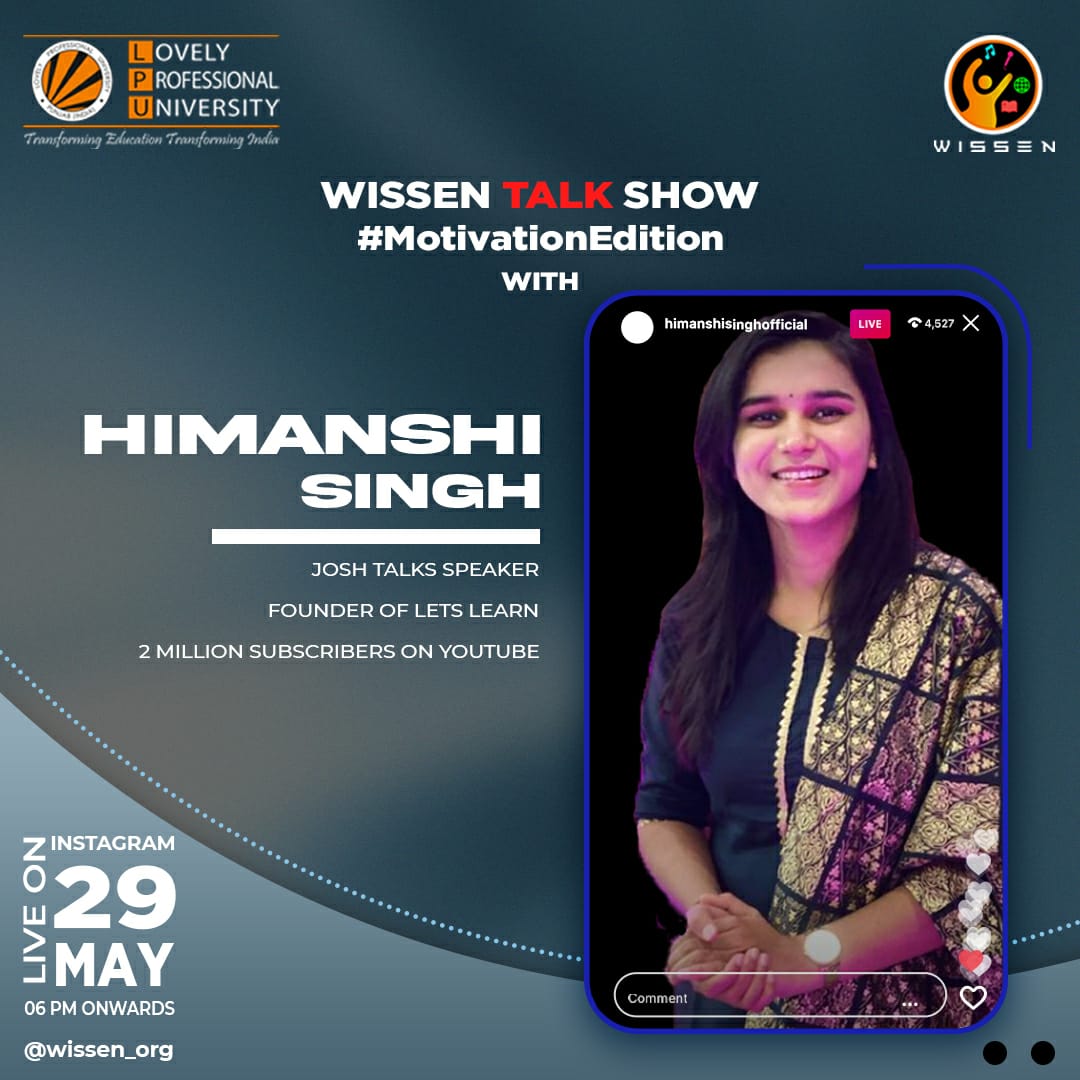 LOVELY
PROFESSIONAL
UNIVERSITY
Transforming Education Transforming India
WISSEN
WISSEN TALK SHOW
#MotivationEdition
WITH
himanshisinghofficial LIVE 4,527
HIMANSHI
SINGH
JOSH TALKS SPEAKER
FOUNDER OF LETS LEARN
2 MILLION SUBSCRIBERS ON YOUTUBE
LIVE ON
INSTAGRAM
29
MAY
06 PM ONWARDS
@wissen_org
Comment ...